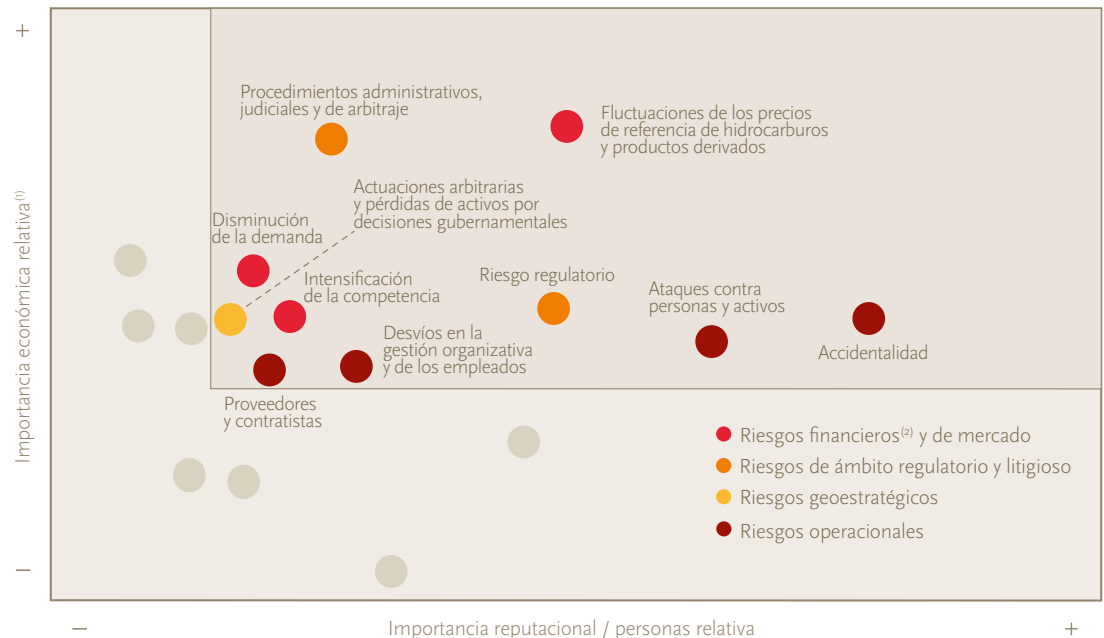 +
Procedimientos administrativos,
judiciales y de arbitraje
Fluctuaciones de los precios
de referencia de hidrocarburos
y productos derivados
Actuaciones arbitrarias
y pérdidas de activos por
decisiones gubernamentales
Disminución
de la demanda
Intensificación
de la competencia
Riesgo regulatorio
Ataques contra
personas y activos
Accidentalidad
Desvíos en la
gestión organizativa
y de los empleados
Proveedores
y contratistas
Importancia económica relativa(1)
Riesgos financieros(2) y de mercado
Riesgos de ámbito regulatorio y litigioso
Riesgos geoestratégicos
Riesgos operacionales
–
–
Importancia reputacional / personas relativa
+